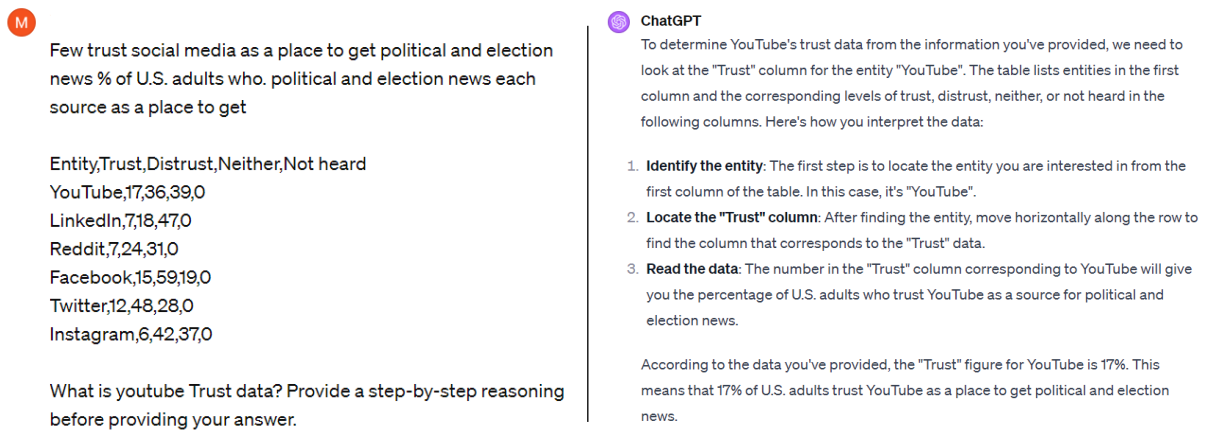 M
Few trust social media as a place to get political and election
news % of U.S. adults who. political and election news each
source as a place to get
Entity,Trust,Distrust,Neither,Not heard
YouTube,17,36,39,0
LinkedIn,7,18,47,0
Reddit,7,24,31,0
Facebook,15,59,19,0
Twitter,12,48,28,0
Instagram,6,42,37,0
What is youtube Trust data? Provide a step-by-step reasoning
before providing your answer.
ChatGPT
To determine YouTube's trust data from the information you've provided, we need to
look at the "Trust" column for the entity "YouTube". The table lists entities in the first
column and the corresponding levels of trust, distrust, neither, or not heard in the
following columns. Here's how you interpret the data:
1. Identify the entity: The first step is to locate the entity you are interested in from the
first column of the table. In this case, it's "YouTube".
2. Locate the "Trust" column: After finding the entity, move horizontally along the row to
find the column that corresponds to the "Trust" data.
3. Read the data: The number in the "Trust" column corresponding to YouTube will give
you the percentage of U.S. adults who trust YouTube as a source for political and
election news.
According to the data you've provided, the "Trust" figure for YouTube is 17%. This
means that 17% of U.S. adults trust YouTube as a place to get political and election
news.